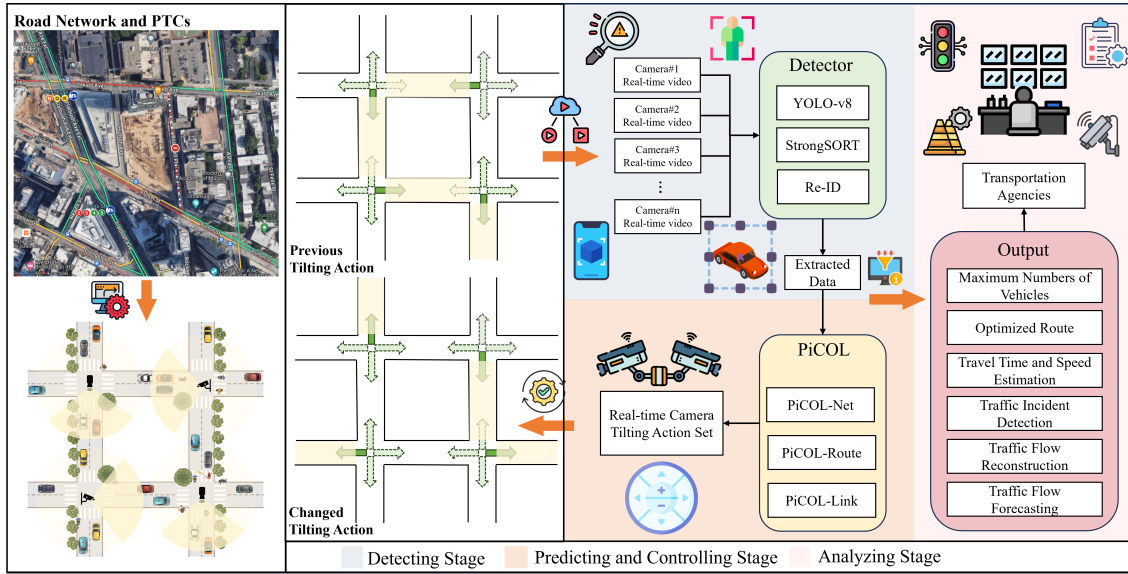 Road Network and PTCs
Previous
Tilting Action
Changed
Tilting Action
Camera#1
Real-time video
Camera#2
Real-time video
Camera#3
Real-time video
⋮
Camera#n
Real-time video
Detector
YOLO-v8
StrongSORT
Re-ID
Extracted
Data
PiCOL
PiCOL-Net
PiCOL-Route
PiCOL-Link
Real-time Camera
Tilting Action Set
Transportation
Agencies
Output
Maximum Numbers of
Vehicles
Optimized Route
Travel Time and Speed
Estimation
Traffic Incident
Detection
Traffic Flow
Reconstruction
Traffic Flow
Forecasting
Detecting Stage
Predicting and Controlling Stage
Analyzing Stage